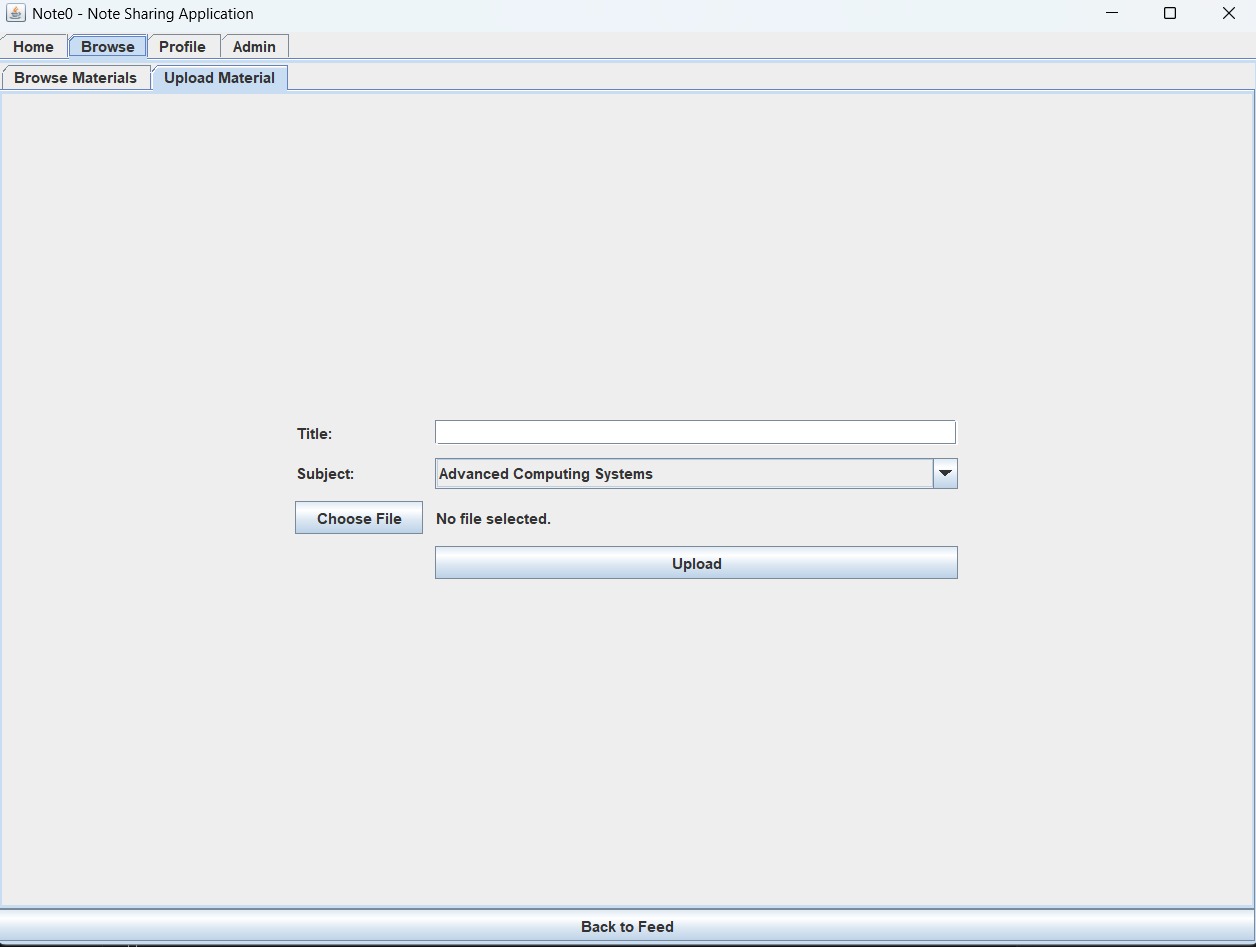 Note0 - Note Sharing Application
Home Browse Profile Admin
Browse Materials Upload Material
Title:
Subject: Advanced Computing Systems
Choose File No file selected.
Upload
Back to Feed